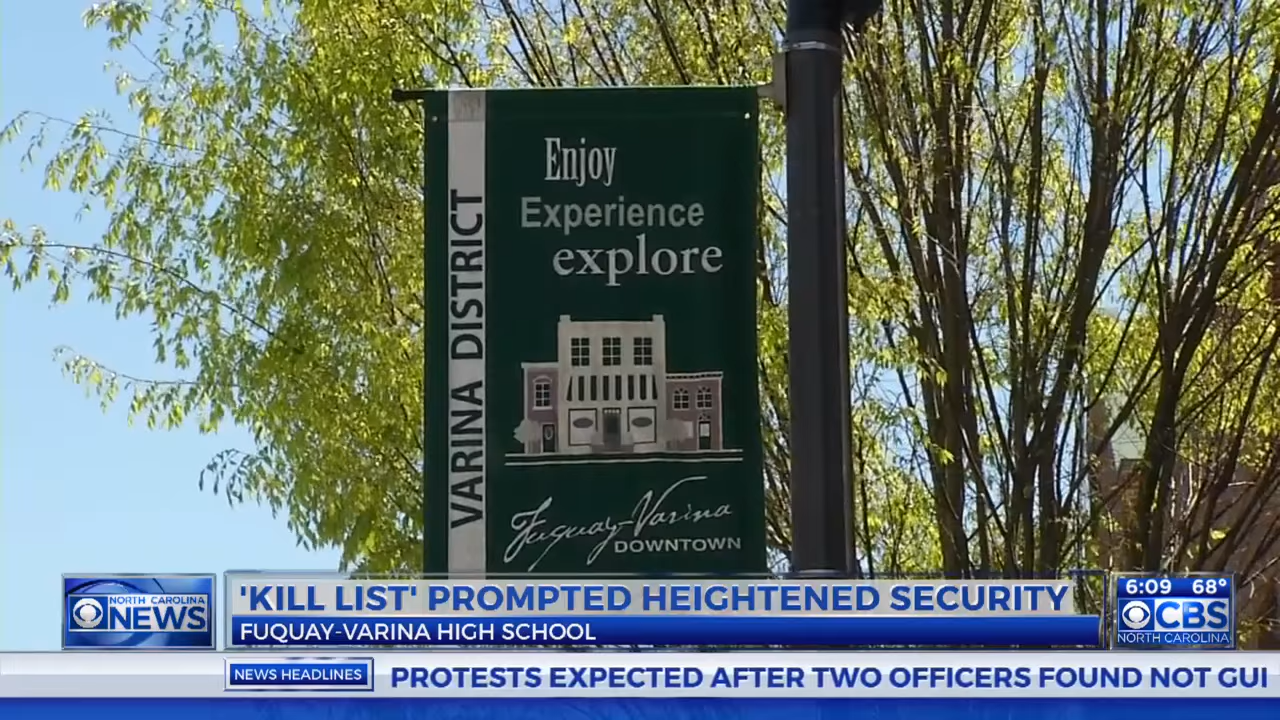 VARINA DISTRICT
Enjoy
Experience
explore
Fuquay-Varina
DOWNTOWN
NORTH CAROLINA
NEWS
'KILL LIST' PROMPTED HEIGHTENED SECURITY
FUQUAY-VARINA HIGH SCHOOL
6:09 68°
CBS
NORTH CAROLINA
NEWS HEADLINES
PROTESTS EXPECTED AFTER TWO OFFICERS FOUND NOT GUI